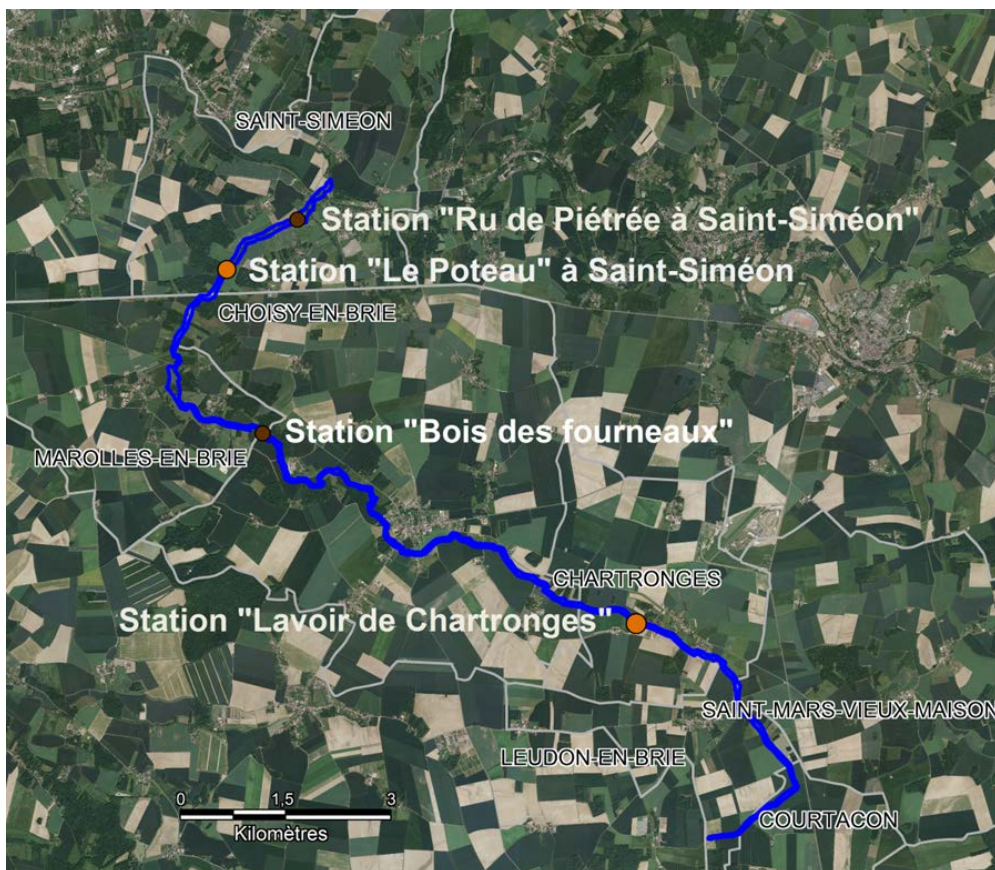 SAINT-SIMEON
Station "Ru de Piétrée à Saint-Siméon"
Station "Le Poteau" à Saint-Siméon
CHOISY-EN-BRIE
Station "Bois des fourneaux"
MAROLLES-EN-BRIE
CHARTRONGES
Station "Lavoir de Chartronges"
SAINT-MARS-VIEUX-MAISON
LEUDON-EN-BRIE
0 1,5 3
Kilomètres
COURTACON